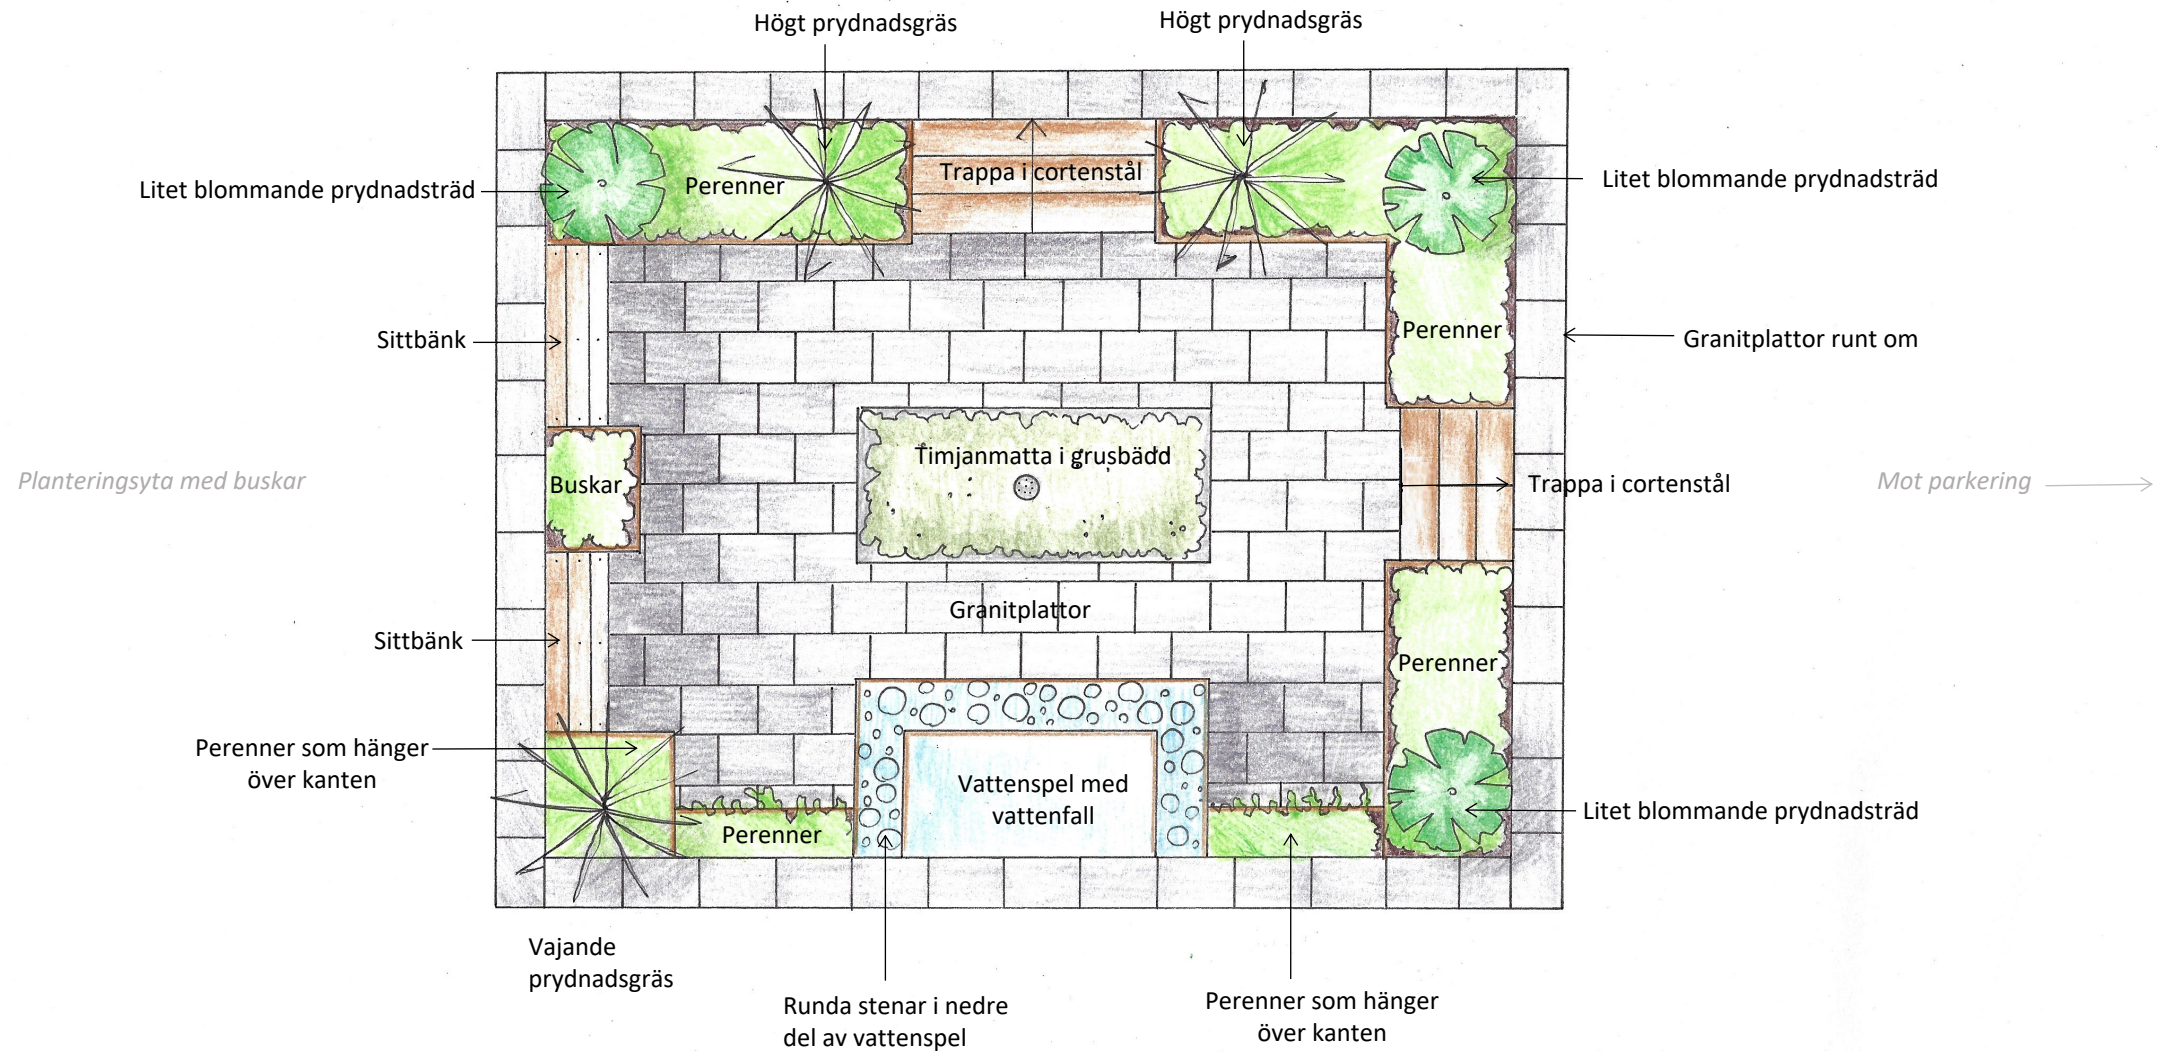 Högt prydnadsgräs
Högt prydnadsgräs
Trappa i cortenstål
Litet blommande prydnadsträd
Perenner
Litet blommande prydnadsträd
Sittbänk
Perenner
Granitplattor runt om
Timjanmatta i grusbädd
Planteringsyta med buskar
Buskar
Trappa i cortenstål
Mot parkering
Granitplattor
Sittbänk
Perenner
Perenner som hänger
över kanten
Vattenspel med
vattenfall
Litet blommande prydnadsträd
Perenner
Vajande
prydnadsgräs
Runda stenar i nedre
del av vattenspel
Perenner som hänger
över kanten